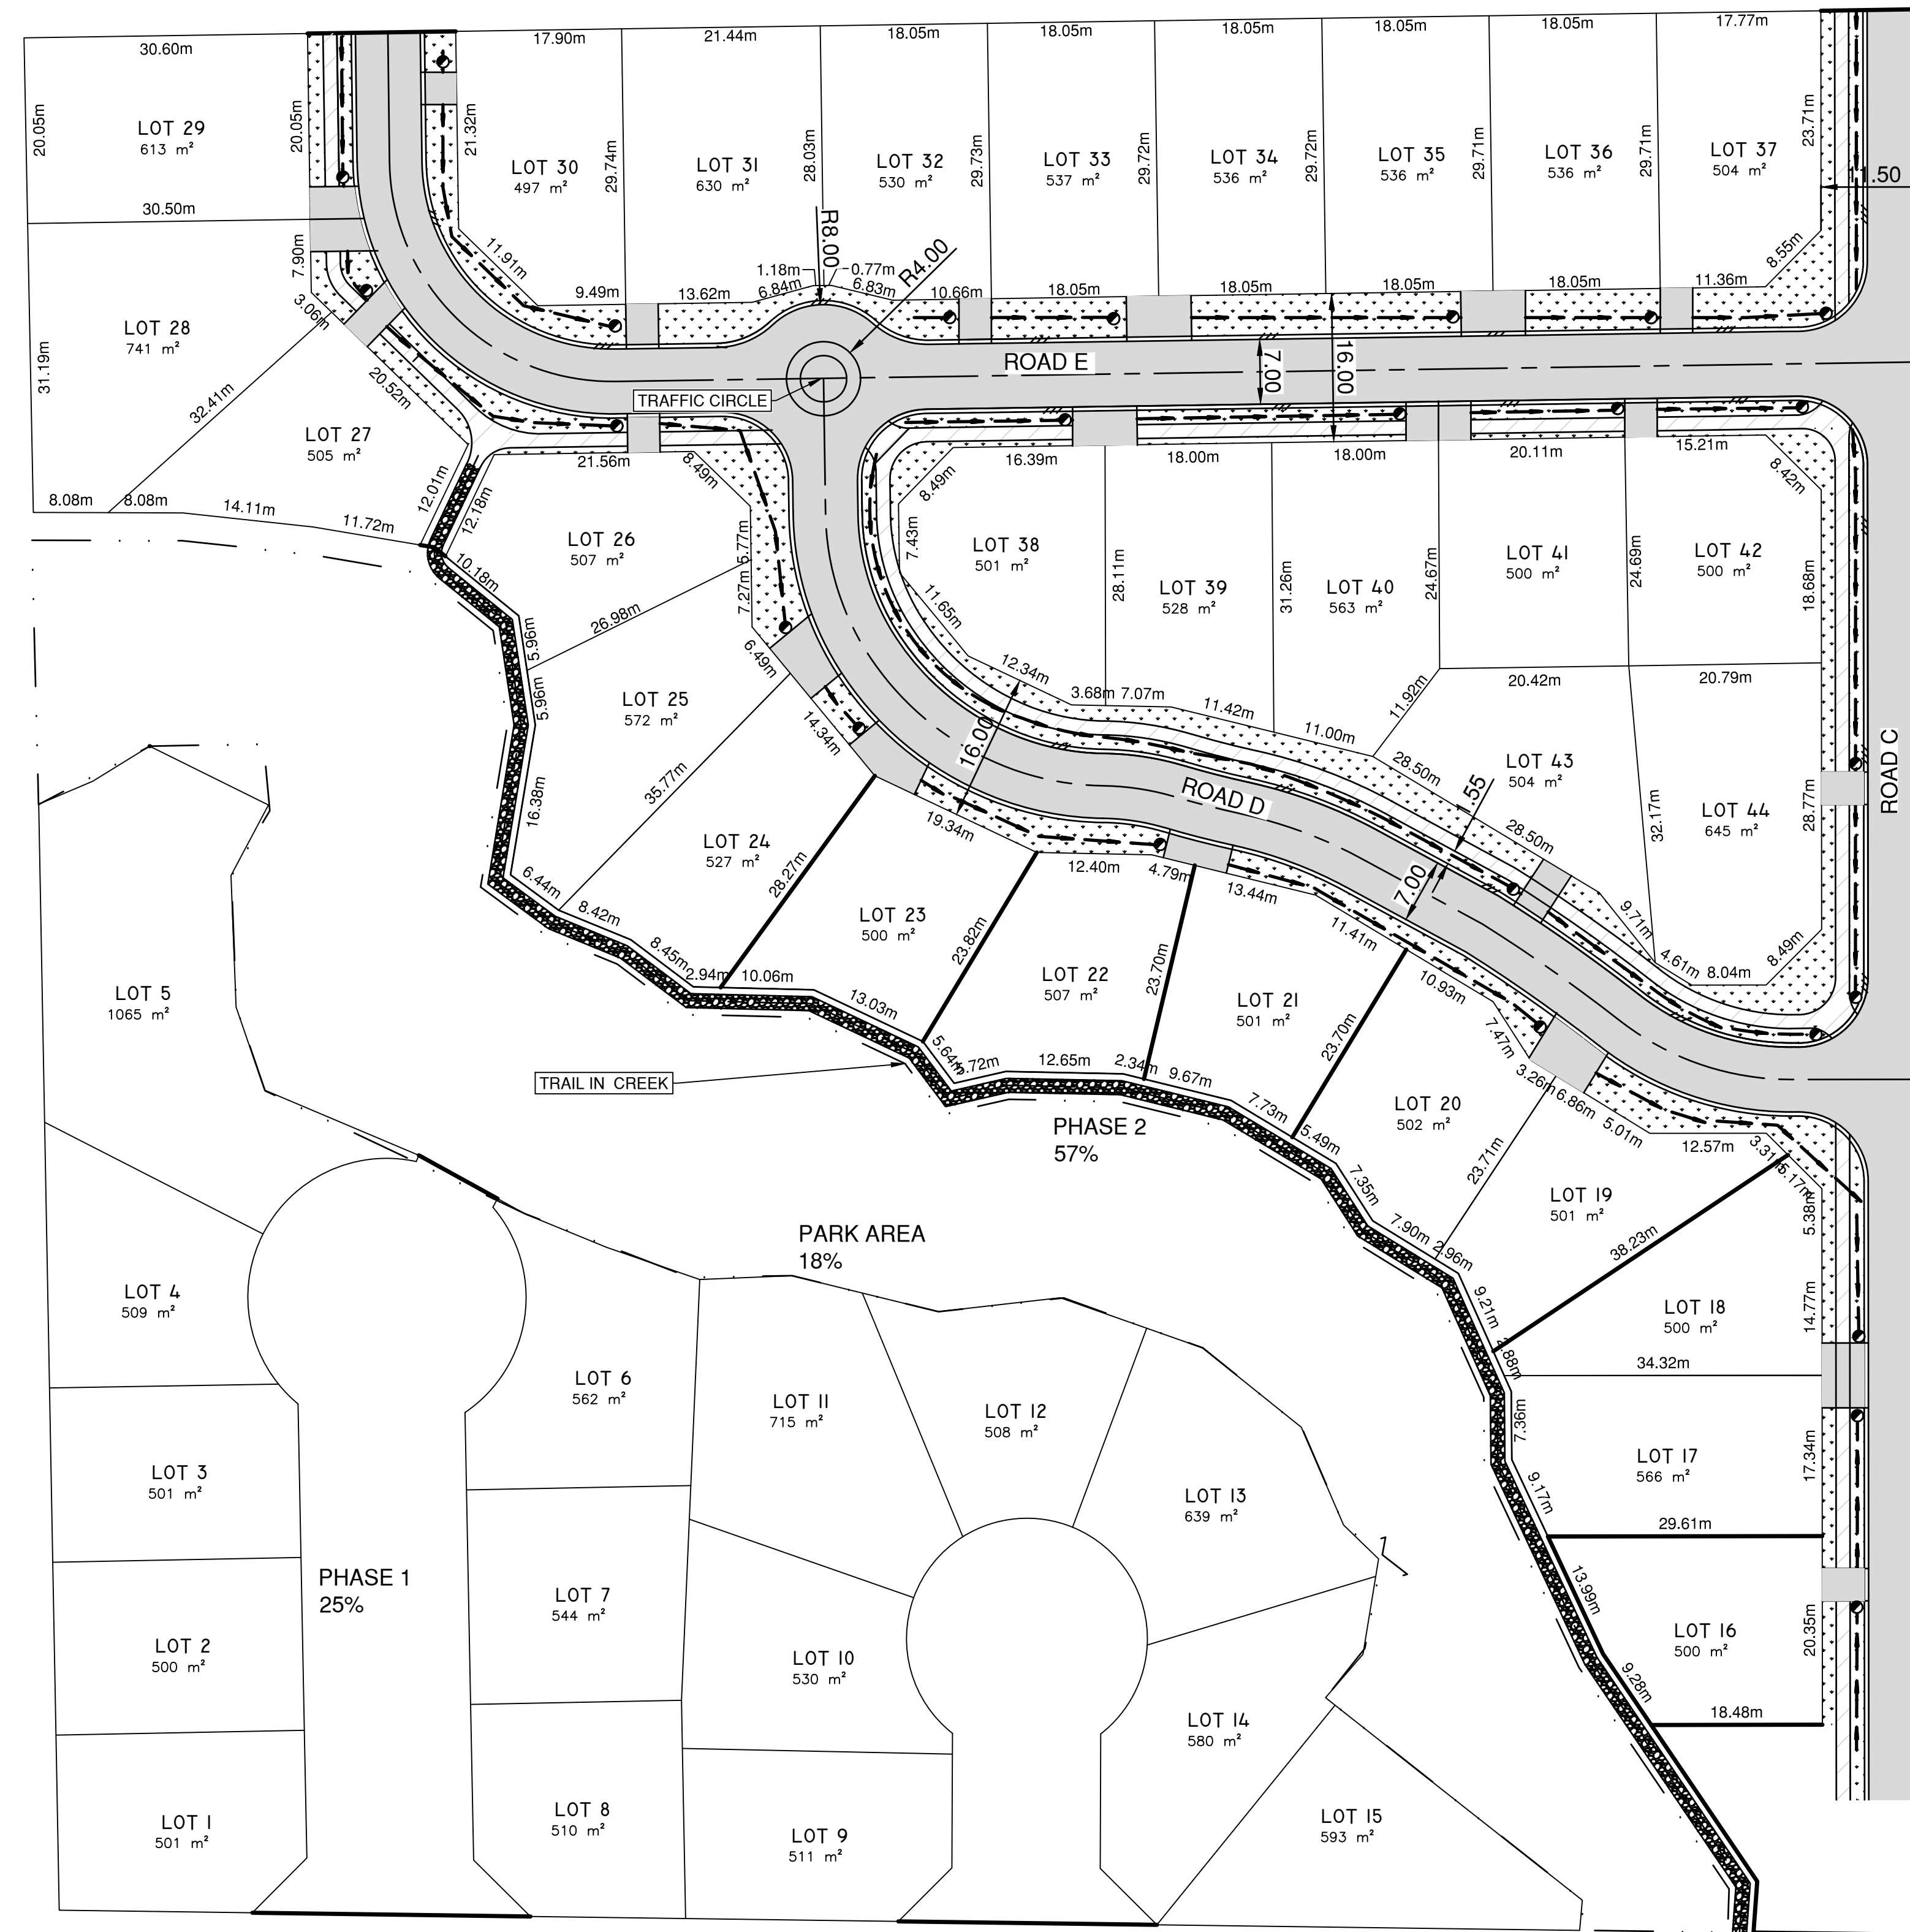 30.60m
17.90m
21.44m
18.05m
18.05m
18.05m
18.05m
18.05m
17.77m
20.05m
LOT 29
613 m²
20.05m
21.32m
LOT 30
497 m²
29.74m
LOT 31
630 m²
28.03m
LOT 32
530 m²
29.73m
LOT 33
537 m²
29.72m
LOT 34
536 m²
29.72m
LOT 35
536 m²
29.71m
LOT 36
536 m²
29.71m
LOT 37
504 m²
23.71m
1.50
30.50m
7.90m
3.06m
11.91m
9.49m
13.62m
1.18m
6.84m
R8.00
0.77m
6.83m
R4.00
10.66m
18.05m
18.05m
18.05m
18.05m
11.36m
8.55m
LOT 28
741 m²
31.19m
32.41m
20.52m
ROAD E
7.00
16.00
TRAFFIC CIRCLE
LOT 27
505 m²
8.08m
8.08m
14.11m
11.72m
12.01m
12.18m
21.56m
8.49m
5.77m
7.27m
LOT 26
507 m²
10.18m
5.96m
26.98m
8.49m
7.43m
16.39m
18.00m
18.00m
20.11m
15.21m
8.42m
LOT 38
501 m²
11.65m
28.11m
LOT 39
528 m²
31.26m
LOT 40
563 m²
24.67m
LOT 41
500 m²
24.69m
LOT 42
500 m²
18.68m
12.34m
3.68m
7.07m
11.42m
11.00m
11.92m
20.42m
20.79m
6.49m
5.96m
LOT 25
572 m²
14.34m
35.77m
16.38m
16.00
ROAD D
28.50m
1.55
LOT 43
504 m²
28.50m
32.17m
LOT 44
645 m²
28.77m
ROAD C
LOT 24
527 m²
19.34m
28.27m
6.44m
8.42m
8.45m
2.94m
10.06m
13.03m
LOT 23
500 m²
23.82m
12.40m
4.79m
13.44m
7.00
11.41m
10.93m
9.71m
4.61m
8.04m
8.49m
LOT 22
507 m²
23.70m
LOT 21
501 m²
23.70m
7.47m
3.26m
6.86m
5.01m
12.57m
3.31m
5.17m
5.38m
5.64m
12.65m
2.34m
9.67m
7.73m
5.49m
7.35m
7.90m
2.96m
LOT 20
502 m²
23.71m
TRAIL IN CREEK
PHASE 2
57%
LOT 19
501 m²
38.23m
9.21m
LOT 18
500 m²
14.77m
34.32m
7.36m
LOT 17
566 m²
17.34m
9.17m
29.61m
13.99m
LOT 16
500 m²
20.35m
9.28m
18.48m
LOT 5
1065 m²
PARK AREA
18%
LOT 4
509 m²
LOT 6
562 m²
LOT 11
715 m²
LOT 12
508 m²
LOT 3
501 m²
LOT 13
639 m²
PHASE 1
25%
LOT 7
544 m²
LOT 2
500 m²
LOT 10
530 m²
LOT 14
580 m²
LOT 1
501 m²
LOT 8
510 m²
LOT 9
511 m²
LOT 15
593 m²